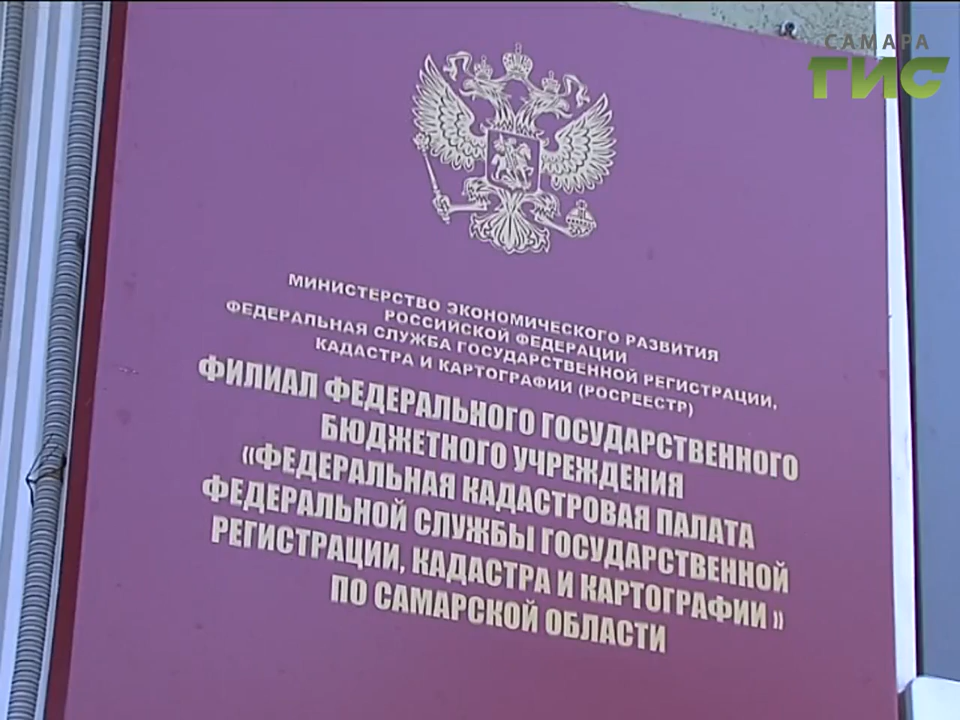 САМАРА
ГИС
МИНИСТЕРСТВО ЭКОНОМИЧЕСКОГО РАЗВИТИЯ
РОССИЙСКОЙ ФЕДЕРАЦИИ
ФЕДЕРАЛЬНАЯ СЛУЖБА ГОСУДАРСТВЕННОЙ РЕГИСТРАЦИИ,
КАДАСТРА И КАРТОГРАФИИ (РОСРЕЕСТР)
ФИЛИАЛ ФЕДЕРАЛЬНОГО ГОСУДАРСТВЕННОГО
БЮДЖЕТНОГО УЧРЕЖДЕНИЯ
«ФЕДЕРАЛЬНАЯ КАДАСТРОВАЯ ПАЛАТА
ФЕДЕРАЛЬНОЙ СЛУЖБЫ ГОСУДАРСТВЕННОЙ
РЕГИСТРАЦИИ, КАДАСТРА И КАРТОГРАФИИ »
ПО САМАРСКОЙ ОБЛАСТИ